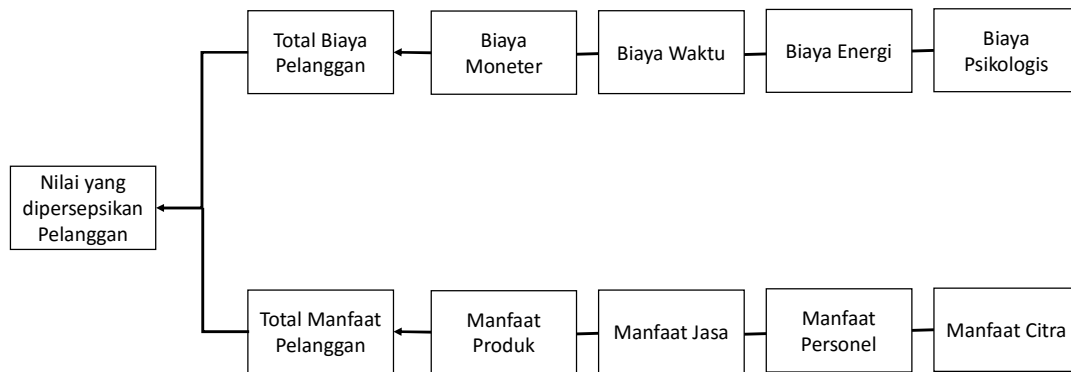 Total Biaya
Pelanggan
Biaya
Moneter
Biaya Waktu
Biaya Energi
Biaya
Psikologis
Nilai yang
dipersepsikan
Pelanggan
Total Manfaat
Pelanggan
Manfaat
Produk
Manfaat Jasa
Manfaat
Personel
Manfaat Citra